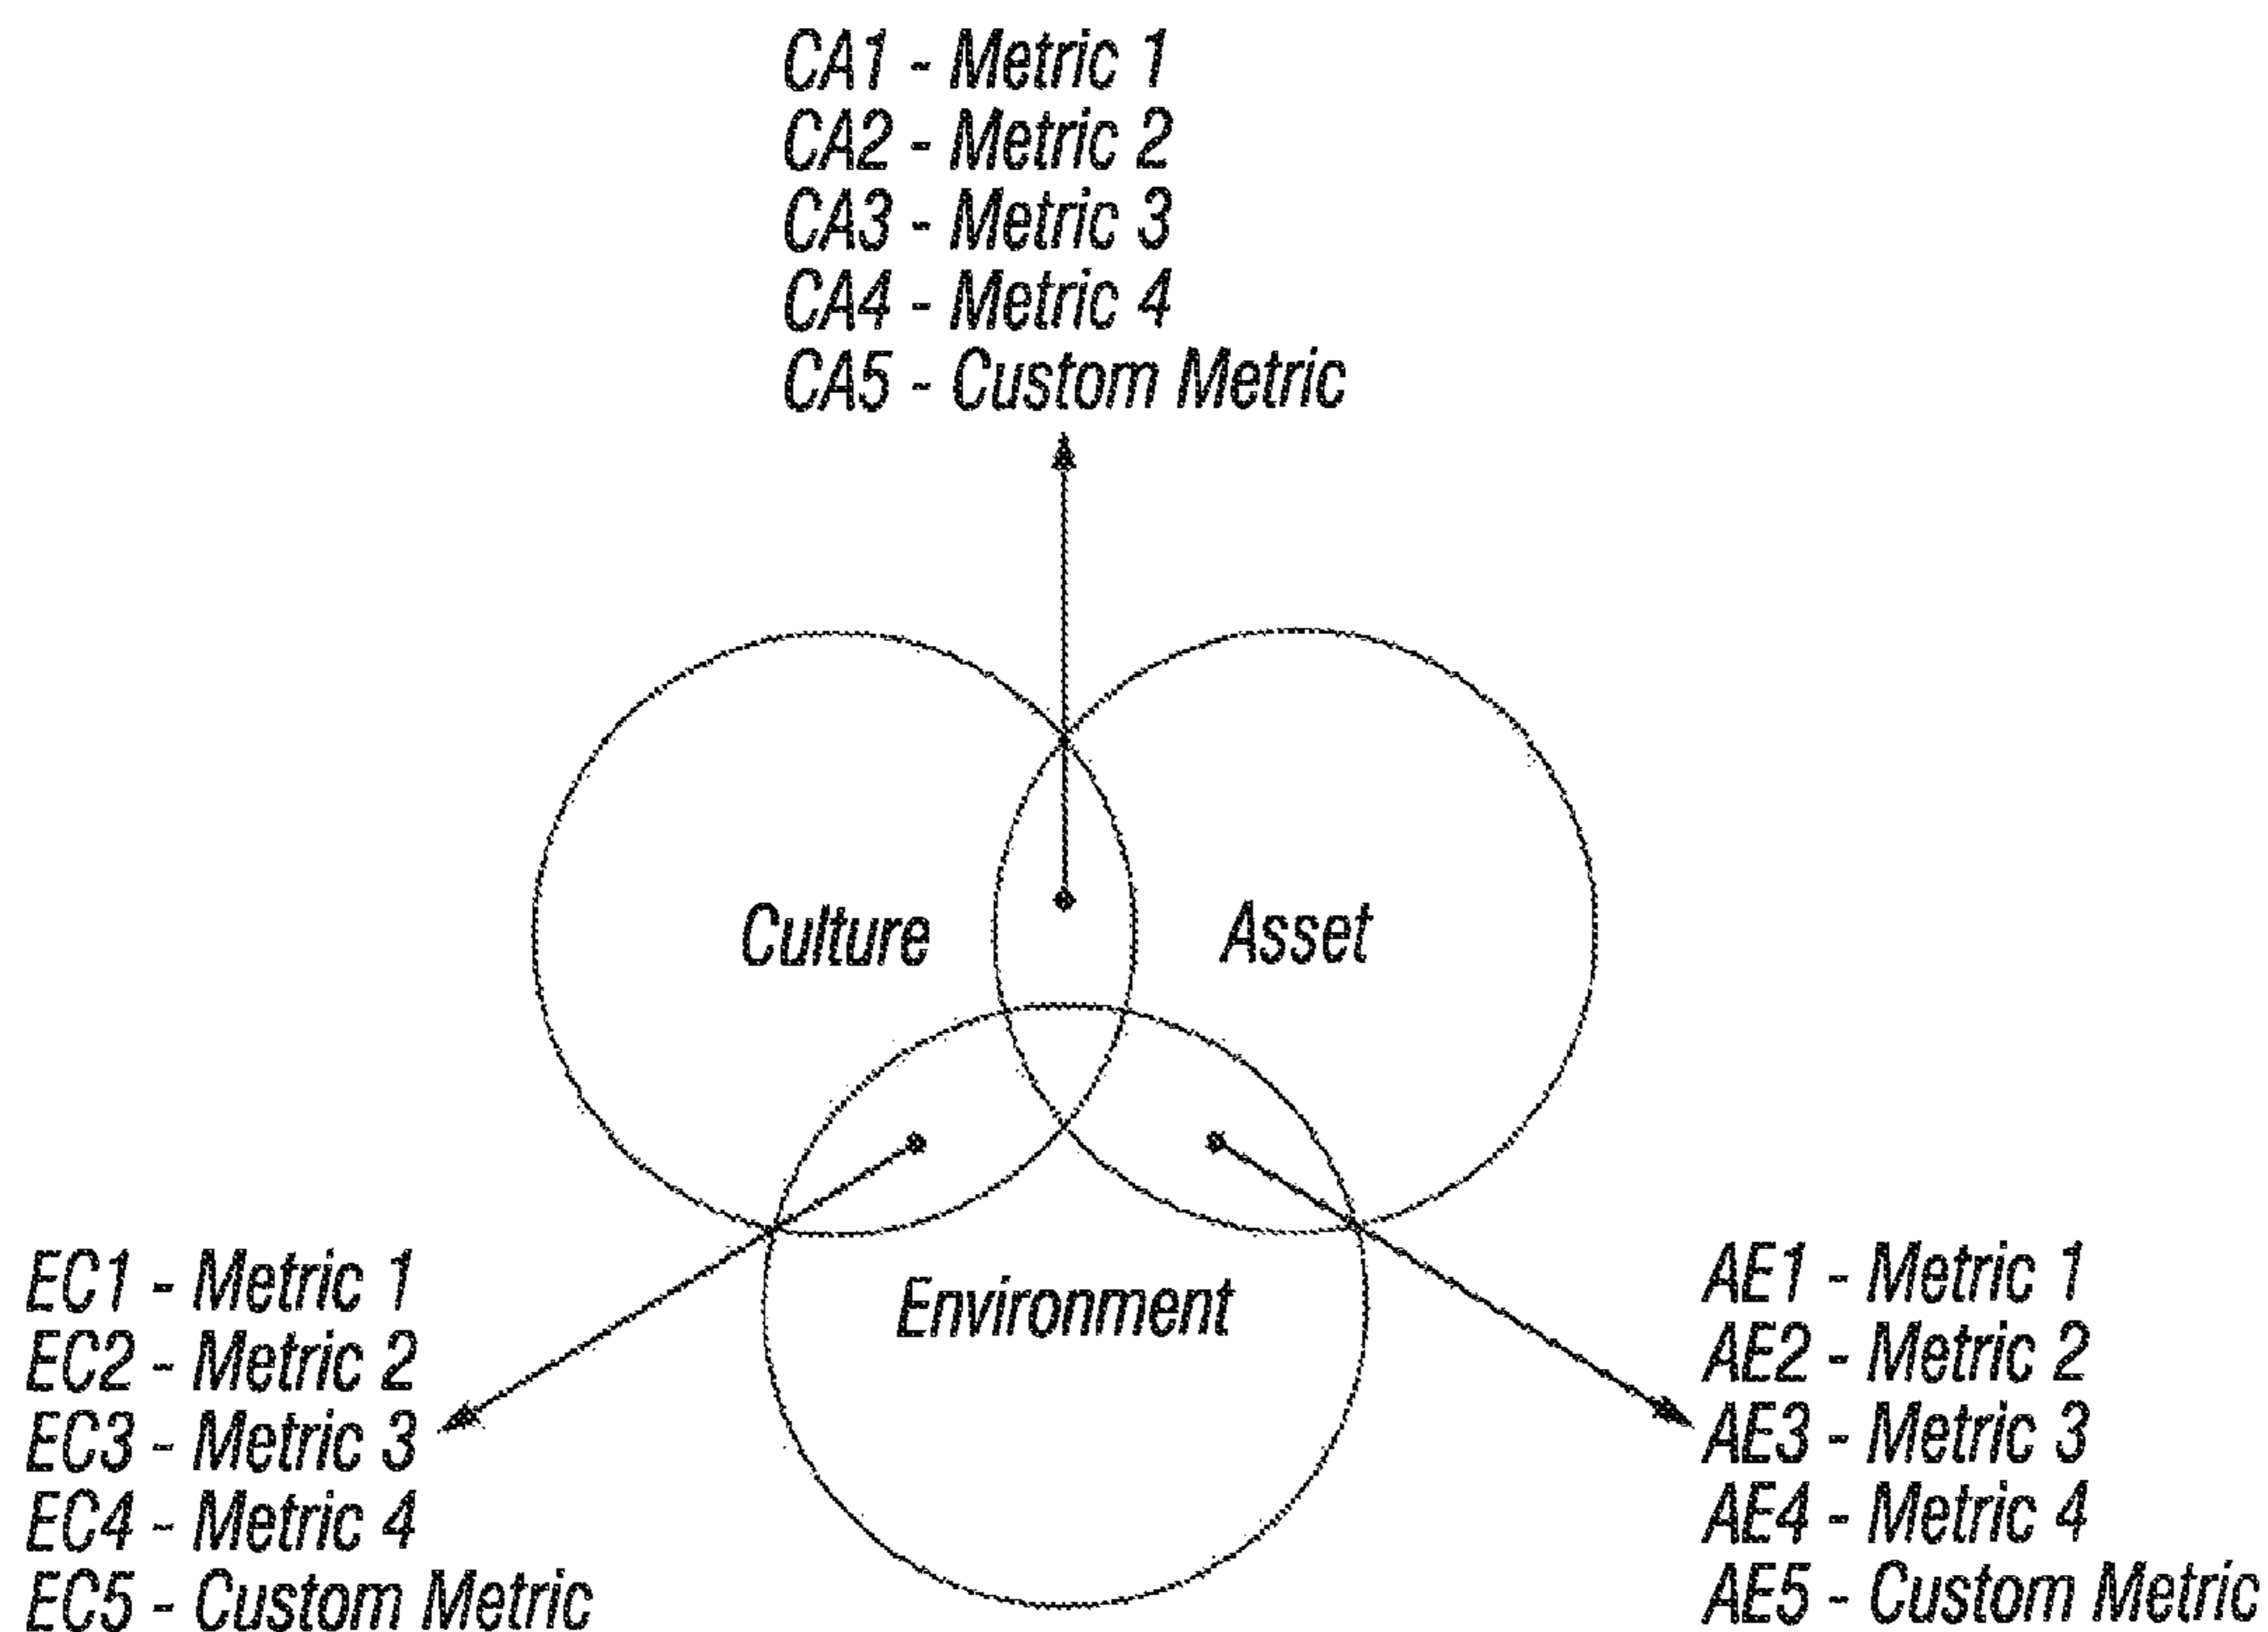 CA1 - Metric 1
CA2 - Metric 2
CA3 - Metric 3
CA4 - Metric 4
CA5 - Custom Metric
Culture
Asset
Environment
EC1 - Metric 1
EC2 - Metric 2
EC3 - Metric 3
EC4 - Metric 4
EC5 - Custom Metric
AE1 - Metric 1
AE2 - Metric 2
AE3 - Metric 3
AE4 - Metric 4
AE5 - Custom Metric